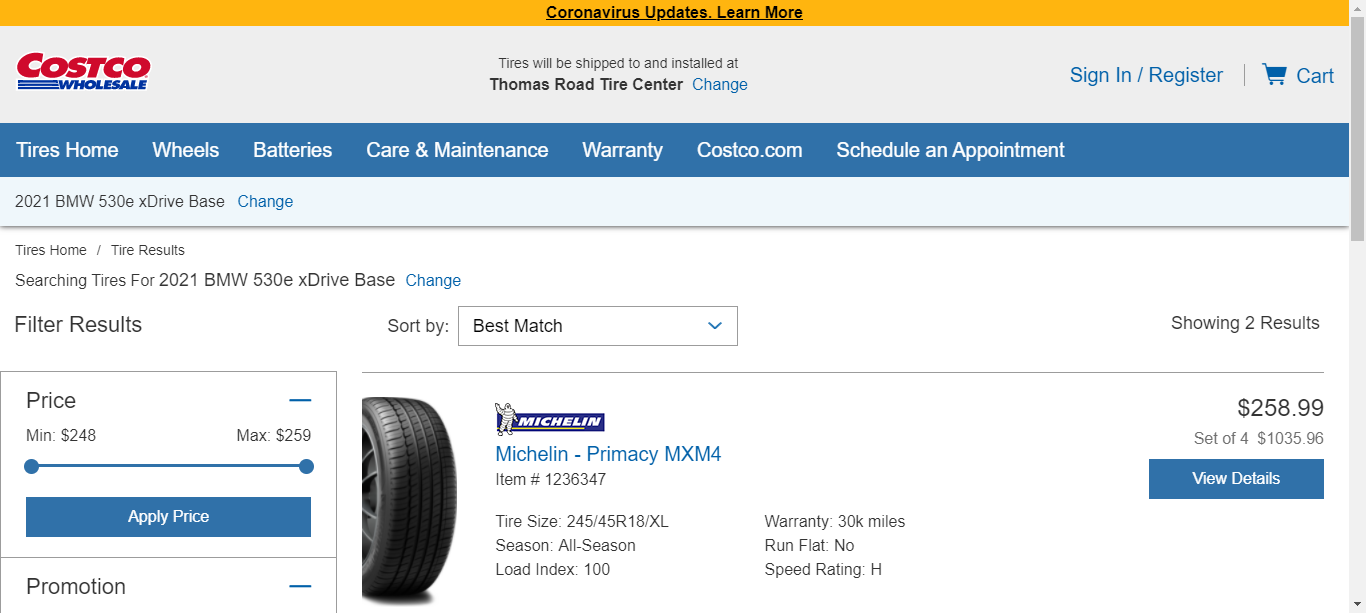 Coronavirus Updates. Learn More
COSTCO
WHOLESALE
Tires will be shipped to and installed at
Thomas Road Tire Center Change
Sign In / Register
Cart
Tires Home Wheels Batteries Care & Maintenance Warranty Costco.com Schedule an Appointment
2021 BMW 530e xDrive Base Change
Tires Home / Tire Results
Searching Tires For 2021 BMW 530e xDrive Base Change
Filter Results
Sort by: Best Match
Showing 2 Results
Price
Min: $248 Max: $259
Apply Price
Promotion
MICHELIN
Michelin - Primacy MXM4
Item # 1236347
Tire Size: 245/45R18/XL
Season: All-Season
Load Index: 100
Warranty: 30k miles
Run Flat: No
Speed Rating: H
$258.99
Set of 4 $1035.96
View Details